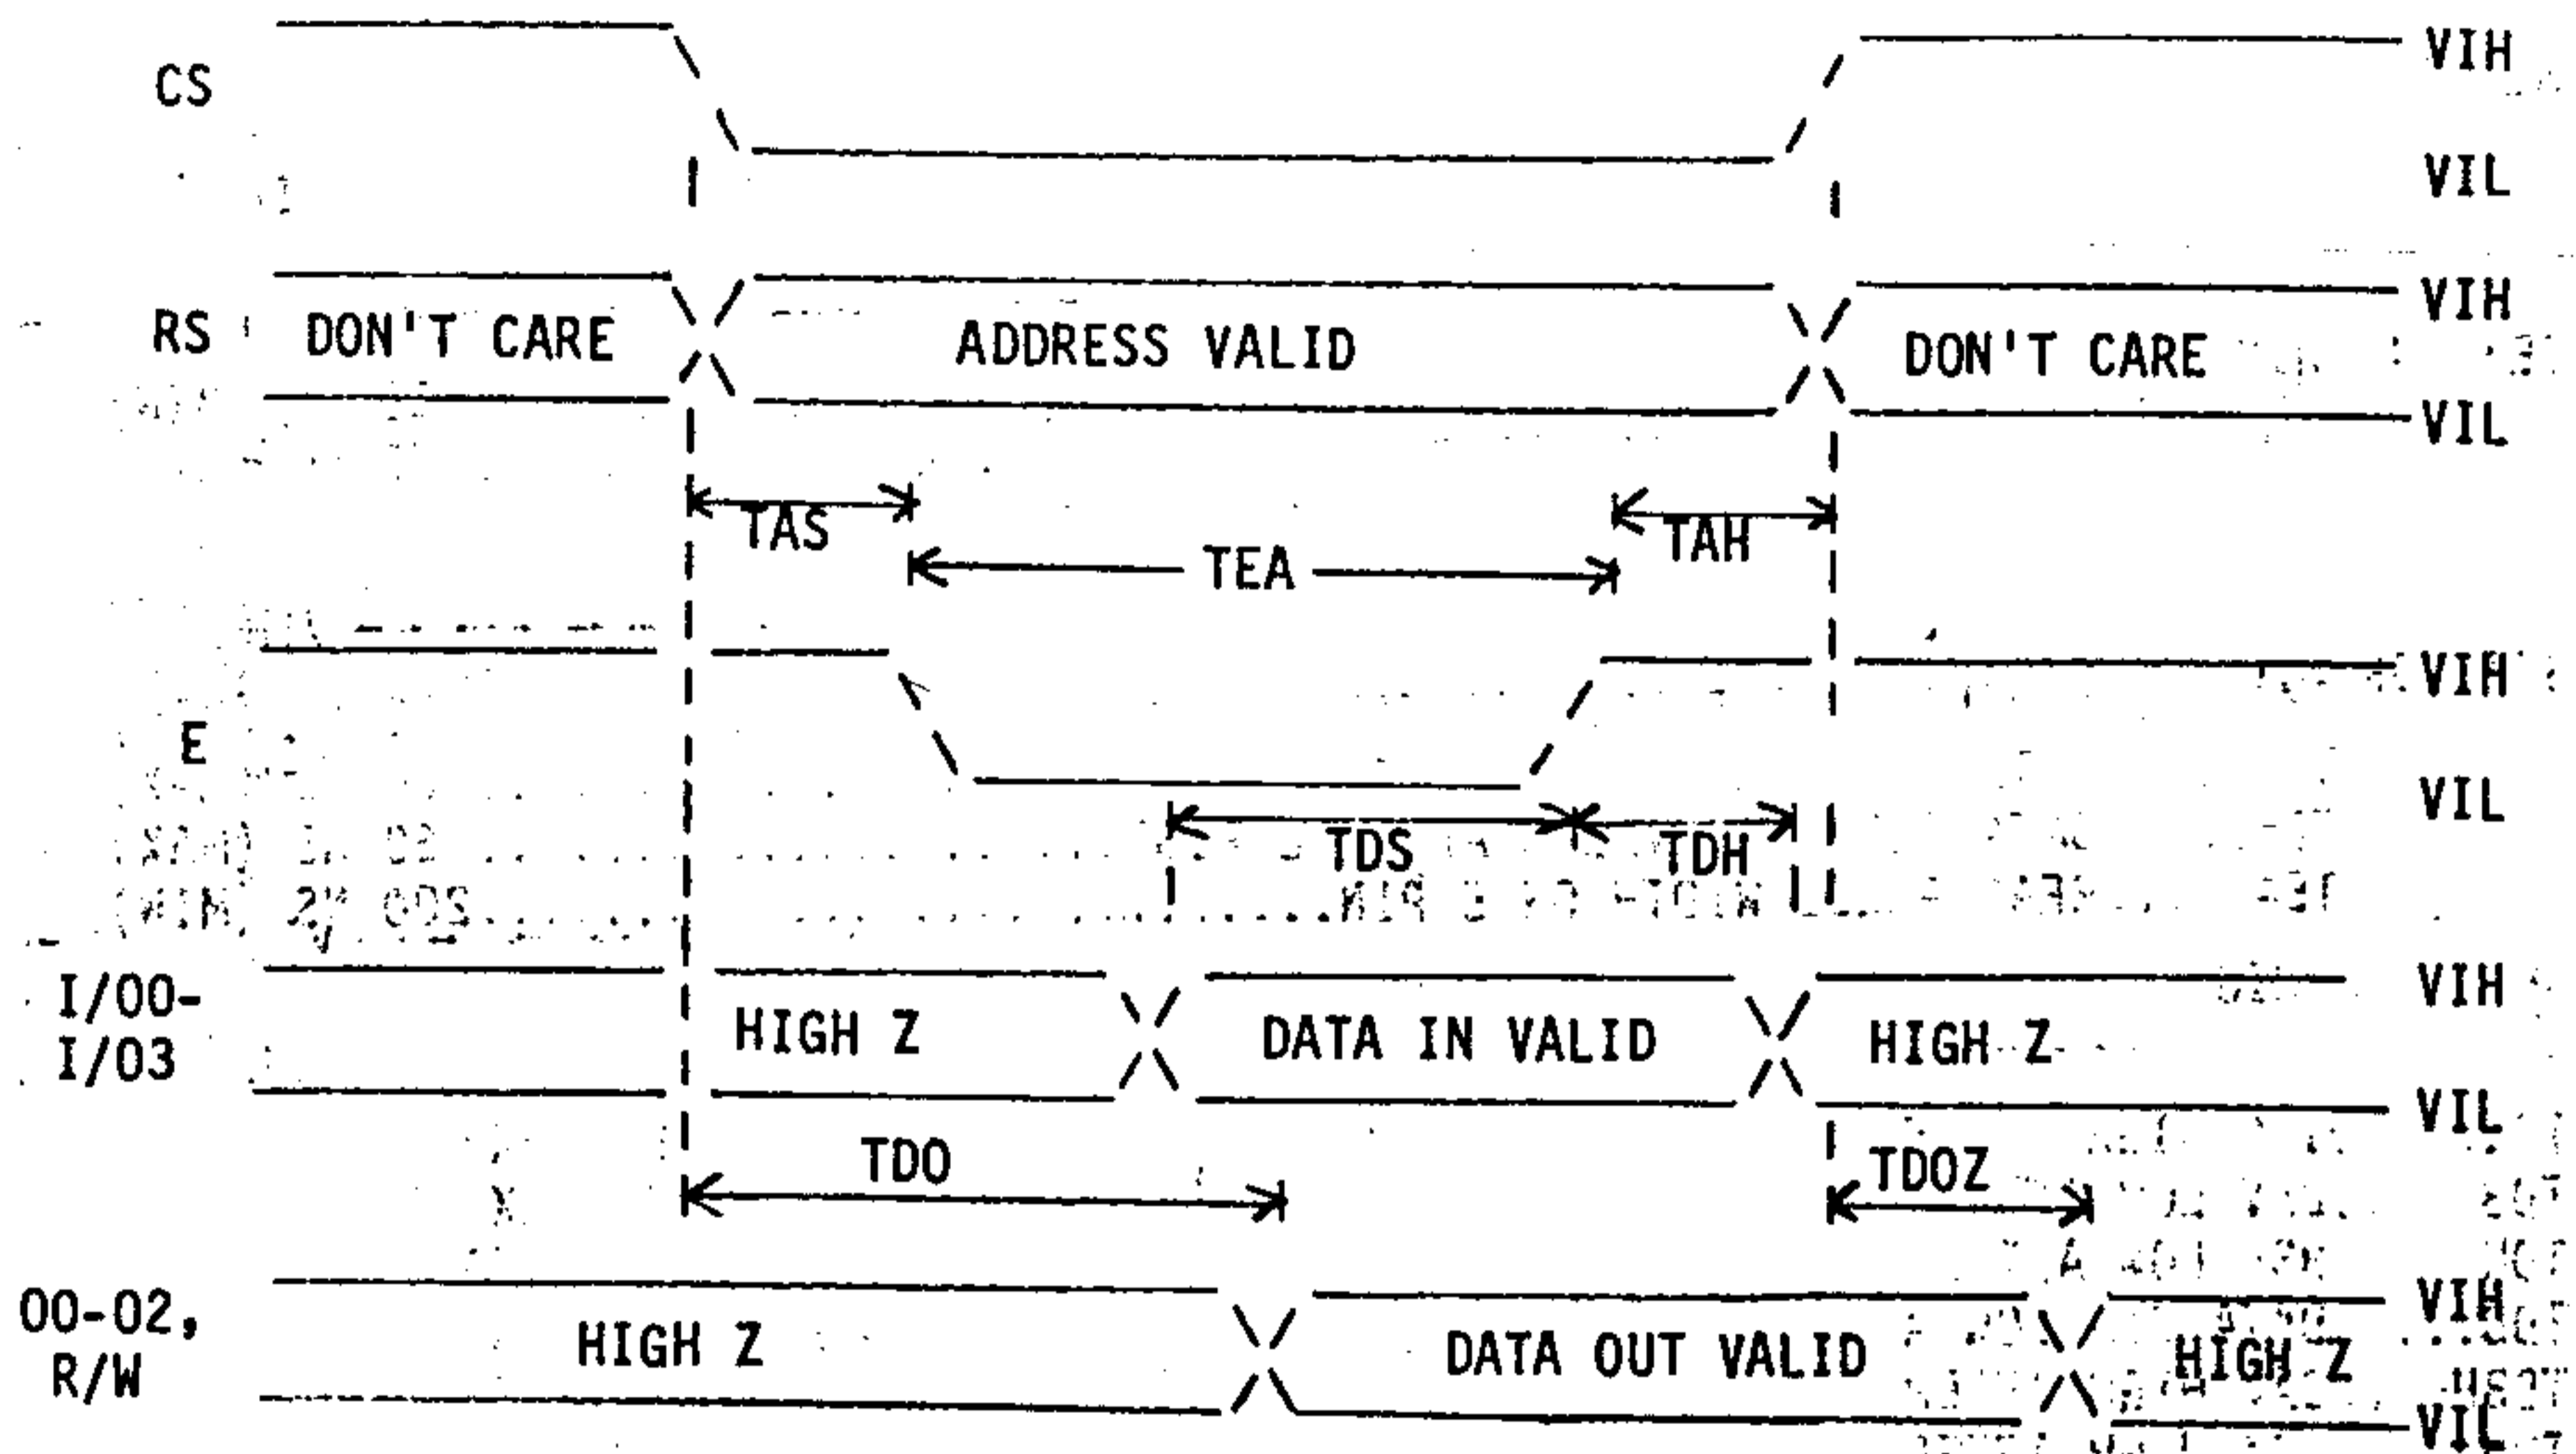 VIH
CS
VIL
VIH
RS DON'T CARE ADDRESS VALID DON'T CARE
VIL
TAS TAH
TEA
VIH
E
VIL
TDS TDH
VIH
I/00-
I/03
HIGH Z DATA IN VALID HIGH Z
VIL
TDO TDOZ
VIH
00-02,
R/W
HIGH Z DATA OUT VALID HIGH Z
VIL